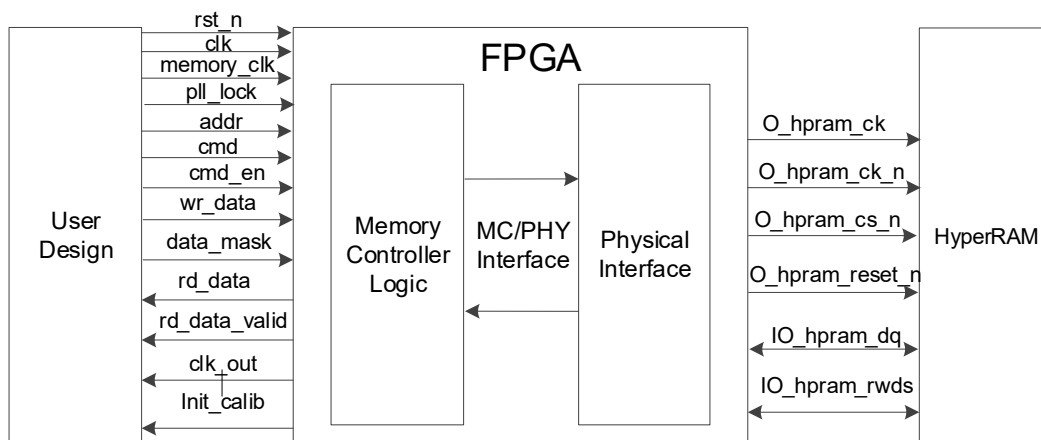 rst_n
clk
memory_clk
pll_lock
addr
cmd
cmd_en
wr_data
data_mask
rd_data
rd_data_valid
clk_out
Init_calib
User
Design
FPGA
Memory
Controller
Logic
MC/PHY
Interface
Physical
Interface
O_hpram_ck
O_hpram_ck_n
O_hpram_cs_n
O_hpram_reset_n
IO_hpram_dq
IO_hpram_rwds
HyperRAM